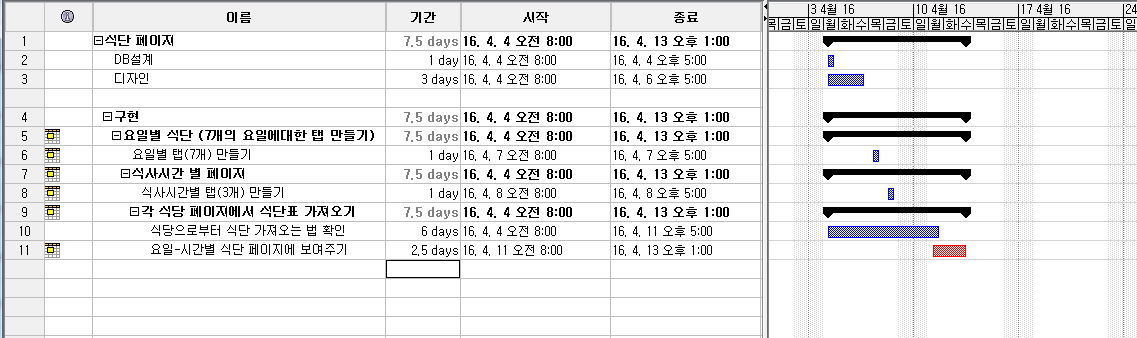 이름 기간 시작 종료
3 4월 16 10 4월 16 17 4월 16 24
목 금 토 일 월 화 수 목 금 토 일 월 화 수 목 금 토 일 월 화 수 목 금 토 일
1 식단 페이지 7.5 days 16. 4. 4 오전 8:00 16. 4. 13 오후 1:00
2 DB설계 1 day 16. 4. 4 오전 8:00 16. 4. 4 오후 5:00
3 디자인 3 days 16. 4. 4 오전 8:00 16. 4. 6 오후 5:00
4 구현 7.5 days 16. 4. 4 오전 8:00 16. 4. 13 오후 1:00
5 요일별 식단 (7개의 요일에대한 탭 만들기) 7.5 days 16. 4. 4 오전 8:00 16. 4. 13 오후 1:00
6 요일별 탭(7개) 만들기 1 day 16. 4. 7 오전 8:00 16. 4. 7 오후 5:00
7 식사시간 별 페이지 7.5 days 16. 4. 4 오전 8:00 16. 4. 13 오후 1:00
8 식사시간별 탭(3개) 만들기 1 day 16. 4. 8 오전 8:00 16. 4. 8 오후 5:00
9 각 식당 페이지에서 식단표 가져오기 7.5 days 16. 4. 4 오전 8:00 16. 4. 13 오후 1:00
10 식당으로부터 식단 가져오는 법 확인 6 days 16. 4. 4 오전 8:00 16. 4. 11 오후 5:00
11 요일-시간별 식단 페이지에 보여주기 2.5 days 16. 4. 11 오전 8:00 16. 4. 13 오후 1:00